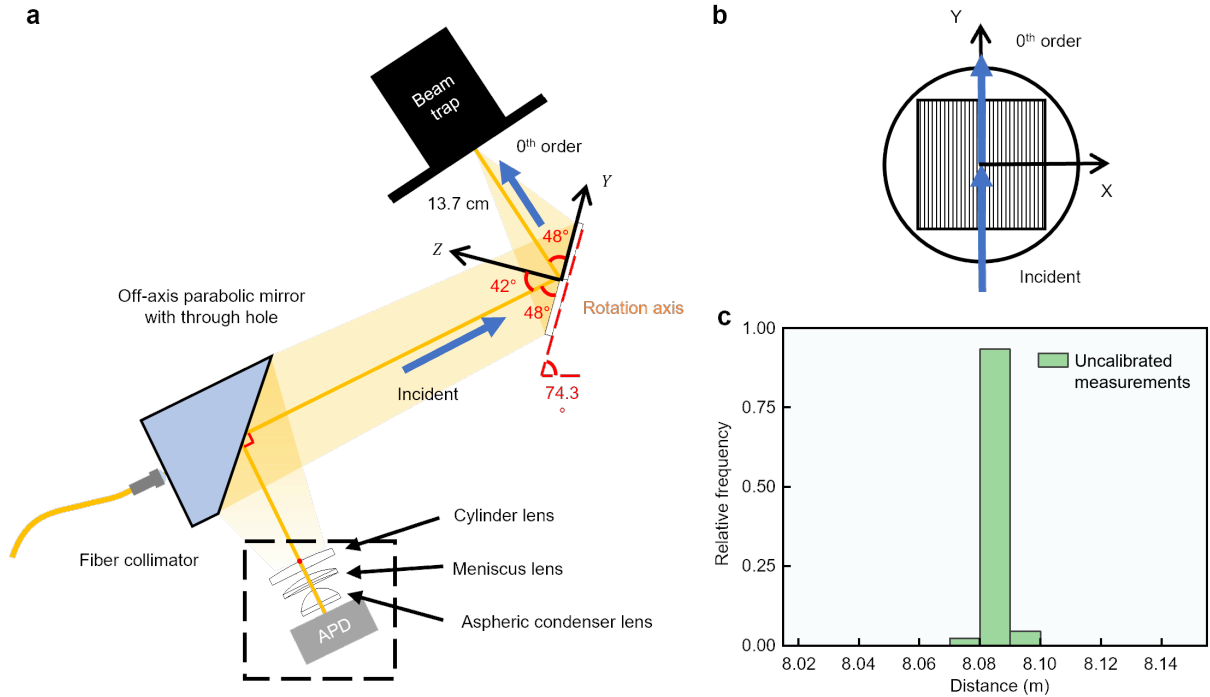 a
Beam
trap
0th order
13.7 cm
Y
48°
Z
42°
48°
Off-axis parabolic mirror
with through hole
Rotation axis
Incident
74.3
°
Cylinder lens
Fiber collimator
Meniscus lens
Aspheric condenser lens
APD
b
Y
0th order
X
Incident
c
1.00
0.75
0.50
0.25
0.00
Relative frequency
Uncalibrated
measurements
8.02 8.04 8.06 8.08 8.10 8.12 8.14
Distance (m)